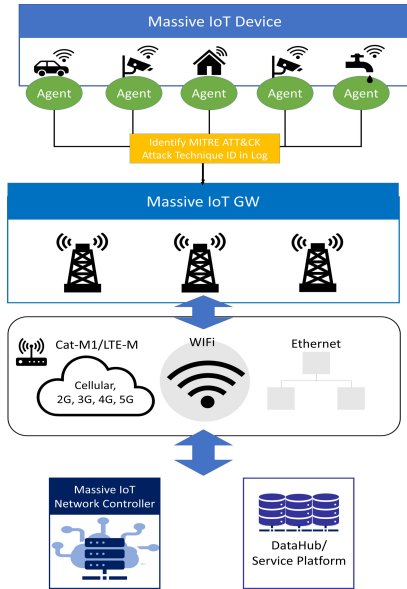 Massive IoT Device
Agent Agent Agent Agent Agent
Identify MITRE ATT&CK
Attack Technique ID in Log
Massive IoT GW
Cat-M1/LTE-M
WIFi
Ethernet
Cellular,
2G, 3G, 4G, 5G
Massive IoT
Network Controller
DataHub/
Service Platform